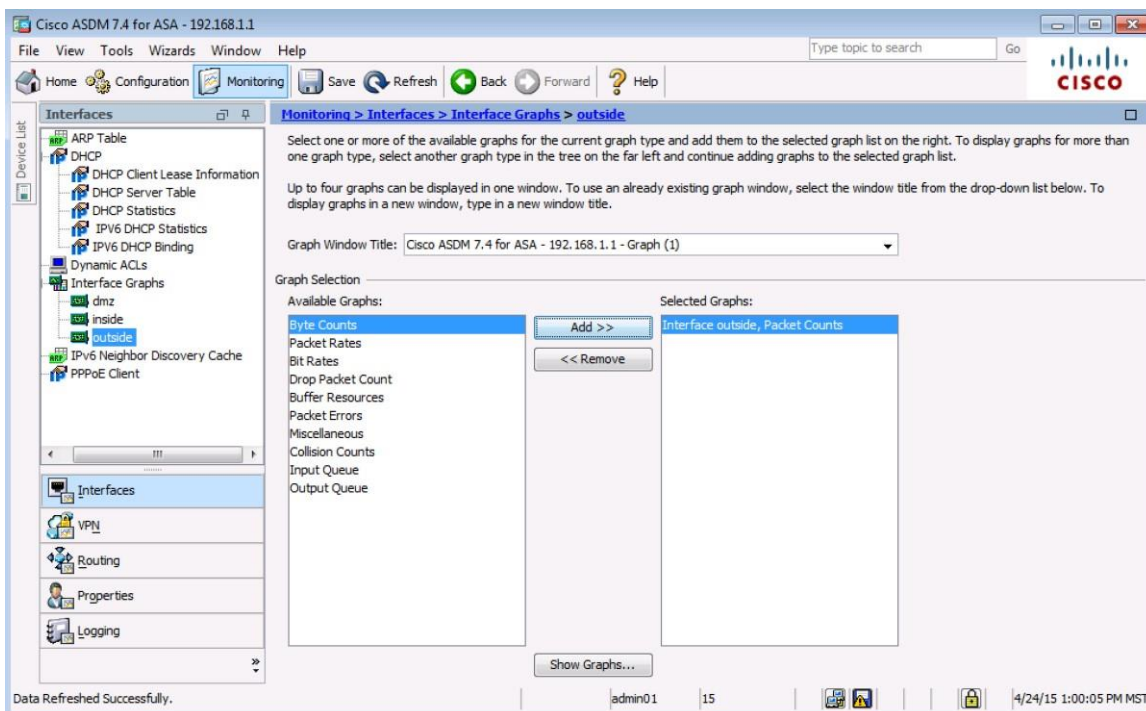 Cisco ASDM 7.4 for ASA - 192.168.1.1
File View Tools Wizards Window Help
Type topic to search Go
Home Configuration Monitoring Save Refresh Back Forward Help
CISCO
Device List
Interfaces
ARP Table
DHCP
DHCP Client Lease Information
DHCP Server Table
DHCP Statistics
IPV6 DHCP Statistics
IPV6 DHCP Binding
Dynamic ACLs
Interface Graphs
dmz
inside
outside
IPv6 Neighbor Discovery Cache
PPPoE Client
Interfaces
VPN
Routing
Properties
Logging
Monitoring > Interfaces > Interface Graphs > outside
Select one or more of the available graphs for the current graph type and add them to the selected graph list on the right. To display graphs for more than
one graph type, select another graph type in the tree on the far left and continue adding graphs to the selected graph list.
Up to four graphs can be displayed in one window. To use an already existing graph window, select the window title from the drop-down list below. To
display graphs in a new window, type in a new window title.
Graph Window Title: Cisco ASDM 7.4 for ASA - 192.168.1.1 - Graph (1)
Graph Selection
Available Graphs:
Byte Counts
Packet Rates
Bit Rates
Drop Packet Count
Buffer Resources
Packet Errors
Miscellaneous
Collision Counts
Input Queue
Output Queue
Add >>
<< Remove
Selected Graphs:
Interface outside, Packet Counts
Show Graphs...
Data Refreshed Successfully. admin01 15 4/24/15 1:00:05 PM MST